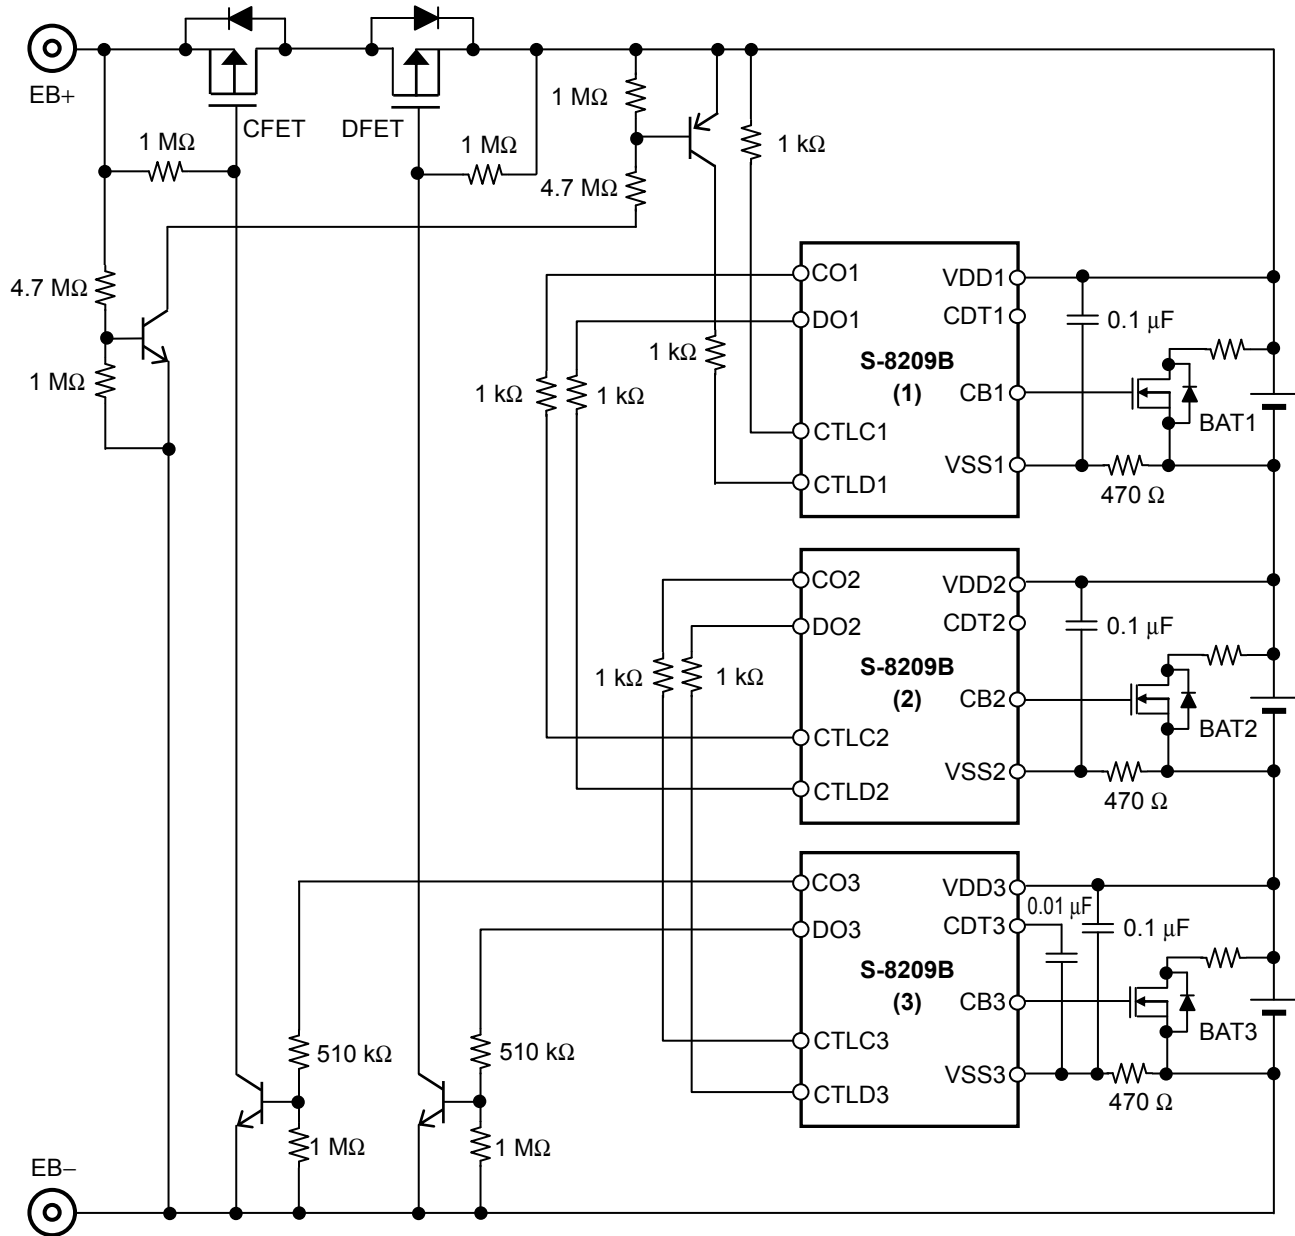 EB+
CFET
DFET
1 MΩ
1 MΩ
1 MΩ
1 kΩ
4.7 MΩ
4.7 MΩ
1 MΩ
1 kΩ
1 kΩ
1 kΩ
CO1
DO1
S-8209B
(1)
CTLC1
CTLD1
VDD1
CDT1
CB1
VSS1
0.1 μF
BAT1
470 Ω
1 kΩ
1 kΩ
CO2
DO2
S-8209B
(2)
CTLC2
CTLD2
VDD2
CDT2
CB2
VSS2
0.1 μF
BAT2
470 Ω
CO3
DO3
S-8209B
(3)
CTLC3
CTLD3
VDD3
CDT3
CB3
VSS3
0.01 μF
0.1 μF
BAT3
470 Ω
510 kΩ
510 kΩ
1 MΩ
1 MΩ
EB−